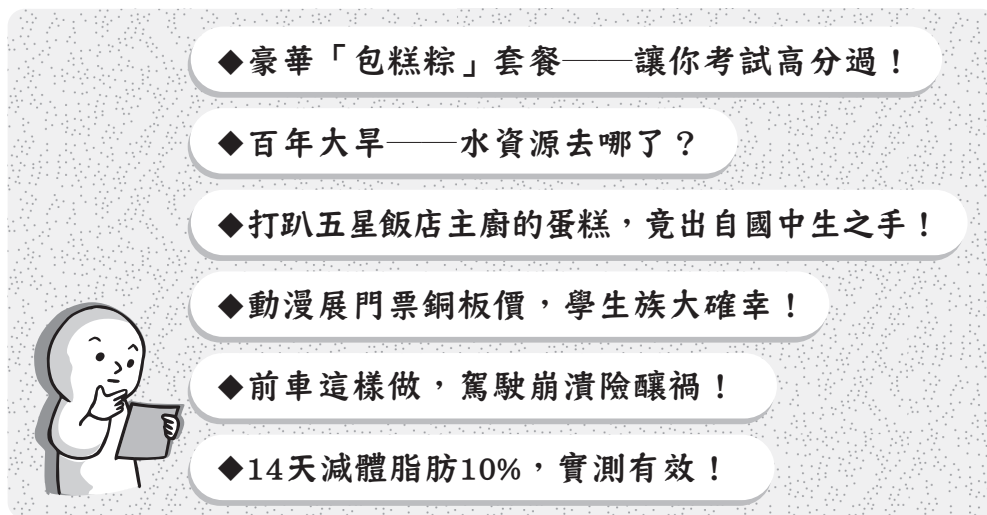 ◆豪華「包糕粽」套餐──讓你考試高分過！
◆百年大旱──水資源去哪了？
◆打趴五星飯店主廚的蛋糕，竟出自國中生之手！
◆動漫展門票銅板價，學生族大確幸！
◆前車這樣做，駕駛崩潰險釀禍！
◆14天減體脂肪10%，實測有效！